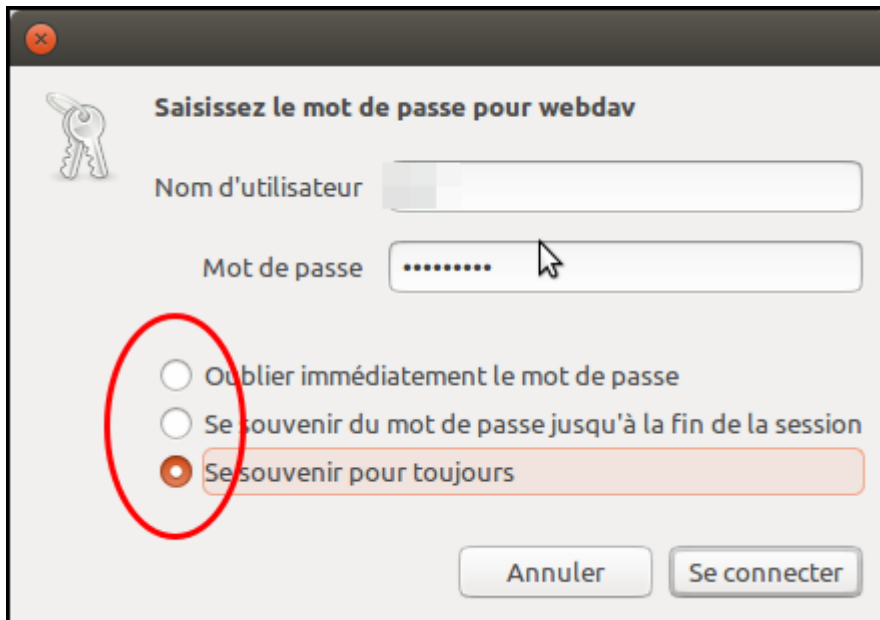 Saisissez le mot de passe pour webdav
Nom d'utilisateur
Mot de passe •••••••••
Oublier immédiatement le mot de passe
Se souvenir du mot de passe jusqu'à la fin de la session
Se souvenir pour toujours
Annuler Se connecter